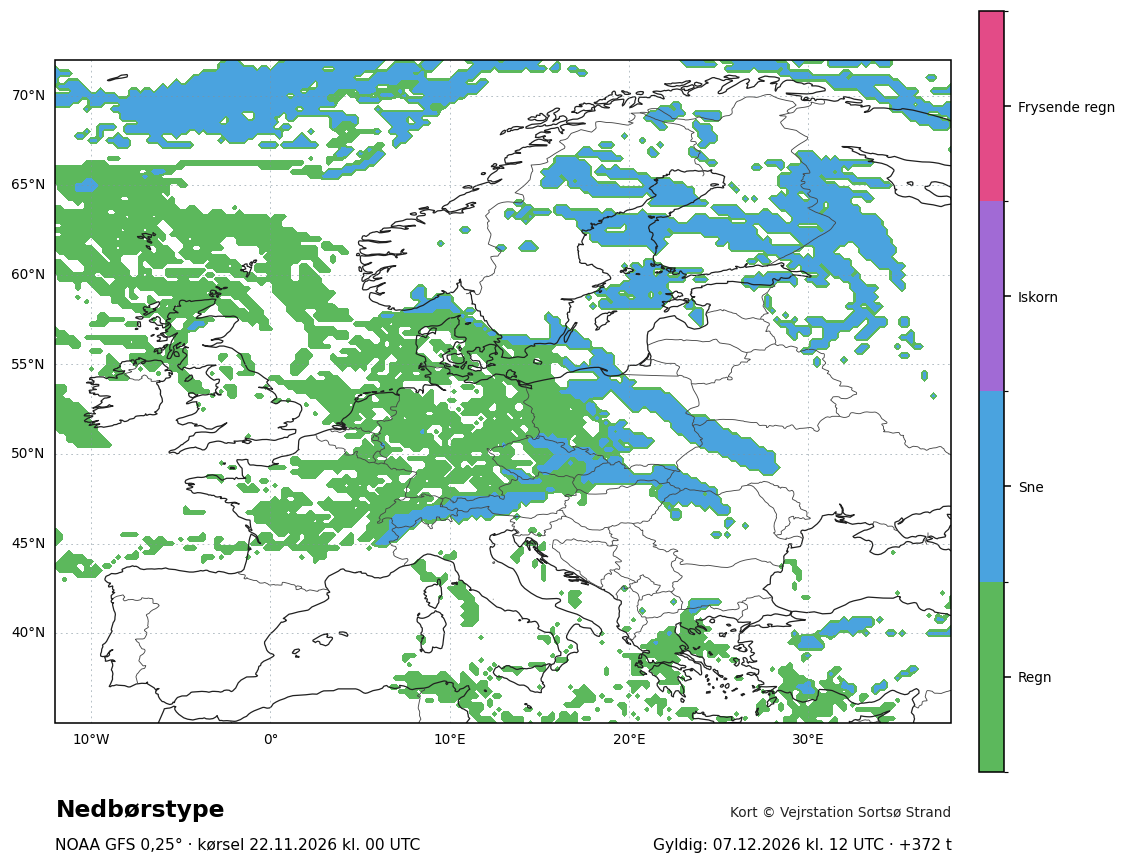 70°N
65°N
60°N
55°N
50°N
45°N
40°N
10°W
0°
10°E
20°E
30°E
Frysende regn
Iskorn
Sne
Regn
Nedbørstype
Kort © Vejrstation Sortsø Strand
NOAA GFS 0,25° · kørsel 22.11.2026 kl. 00 UTC
Gyldig: 07.12.2026 kl. 12 UTC · +372 t